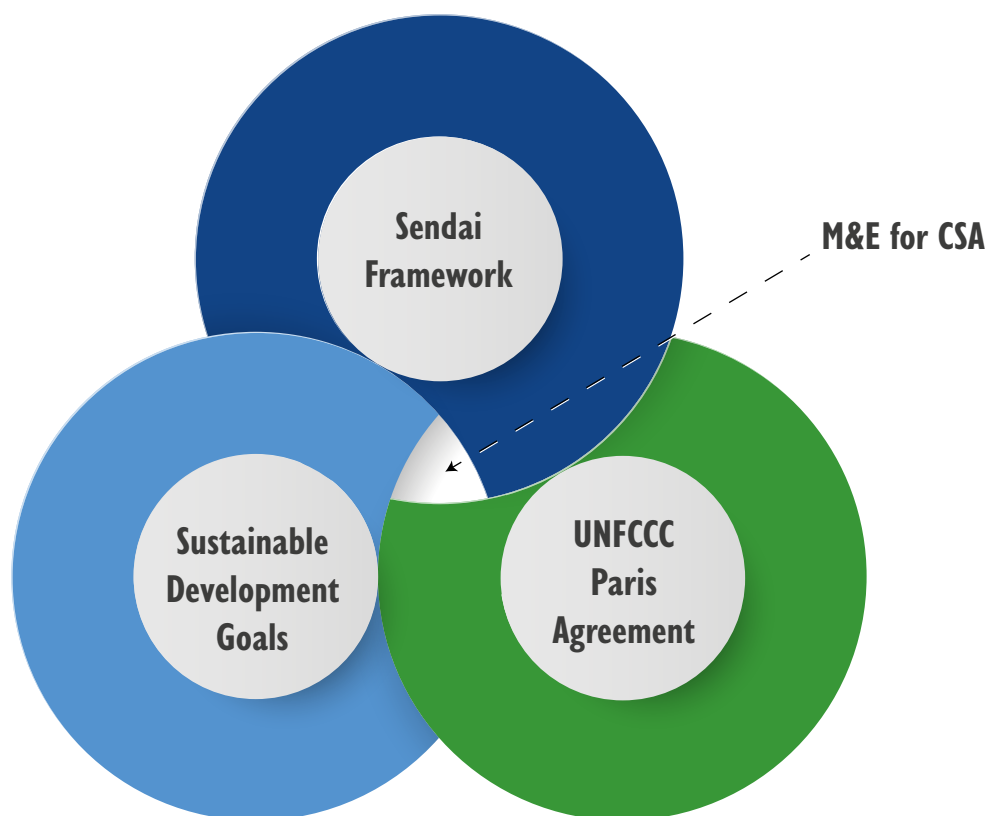 Sendai
Framework
M&E for CSA
Sustainable
Development
Goals
UNFCCC
Paris
Agreement